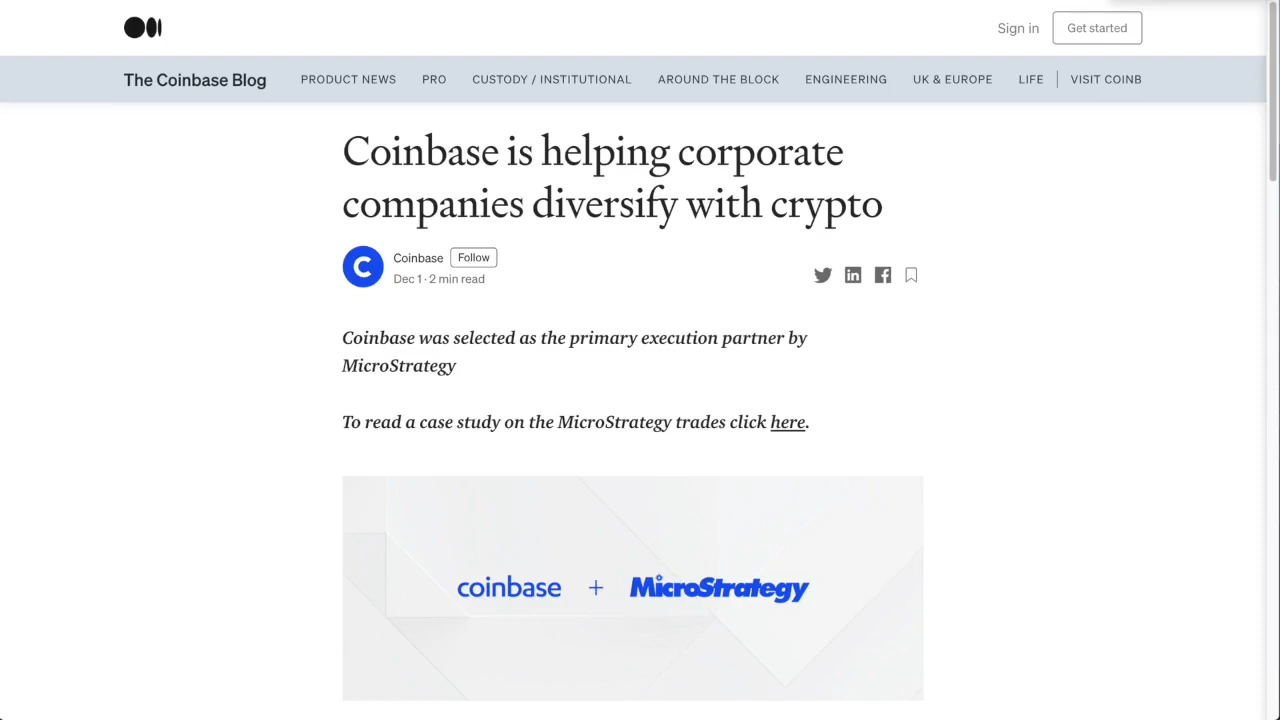 Sign in
Get started
The Coinbase Blog
PRODUCT NEWS
PRO
CUSTODY / INSTITUTIONAL
AROUND THE BLOCK
ENGINEERING
UK & EUROPE
LIFE
VISIT COINB
Coinbase is helping corporate
companies diversify with crypto
C
Coinbase
Follow
Dec 1 · 2 min read
Coinbase was selected as the primary execution partner by
MicroStrategy
To read a case study on the MicroStrategy trades click here.
coinbase + MicroStrategy